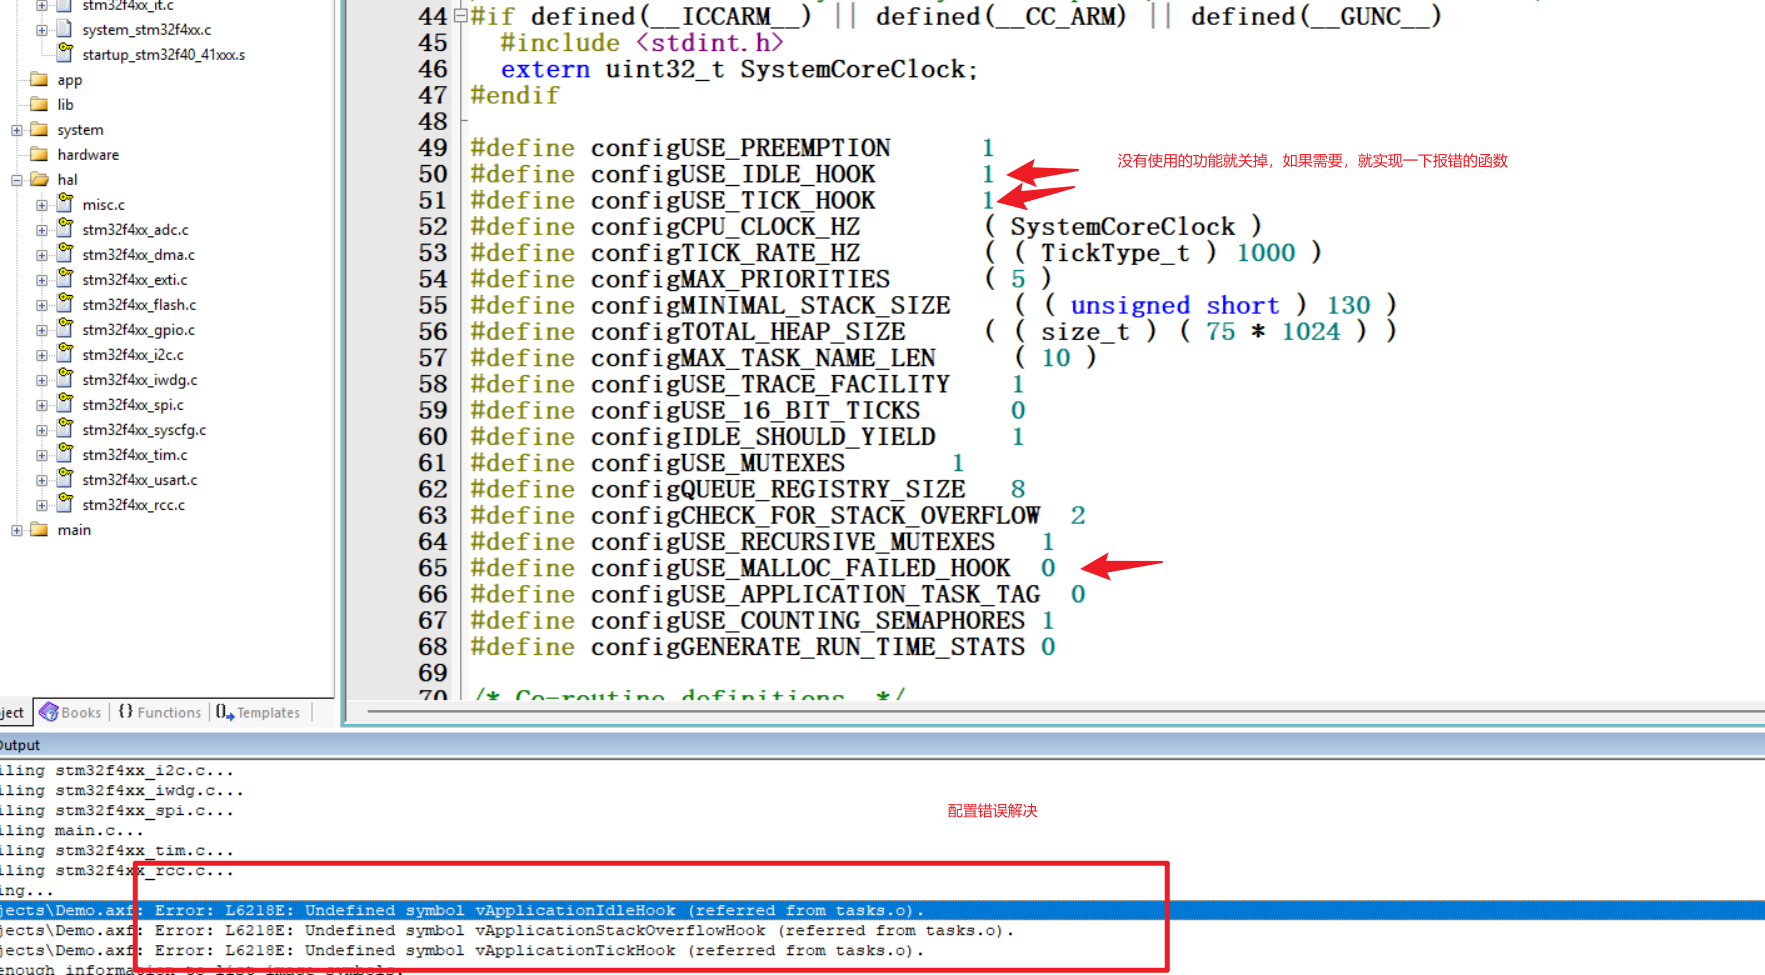 stm32f4xx_it.c
system_stm32f4xx.c
startup_stm32f40_41xxx.s
app
lib
system
hardware
hal
misc.c
stm32f4xx_adc.c
stm32f4xx_dma.c
stm32f4xx_exti.c
stm32f4xx_flash.c
stm32f4xx_gpio.c
stm32f4xx_i2c.c
stm32f4xx_iwdg.c
stm32f4xx_spi.c
stm32f4xx_syscfg.c
stm32f4xx_tim.c
stm32f4xx_usart.c
stm32f4xx_rcc.c
main
ject Books {} Functions Templates
44 #if defined(__ICCARM__) || defined(__CC_ARM) || defined(__GUNC__)
45 #include <stdint.h>
46 extern uint32_t SystemCoreClock;
47 #endif
48
49 #define configUSE_PREEMPTION 1
没有使用的功能就关掉，如果需要，就实现一下报错的函数
50 #define configUSE_IDLE_HOOK 1
51 #define configUSE_TICK_HOOK 1
52 #define configCPU_CLOCK_HZ ( SystemCoreClock )
53 #define configTICK_RATE_HZ ( ( TickType_t ) 1000 )
54 #define configMAX_PRIORITIES ( 5 )
55 #define configMINIMAL_STACK_SIZE ( ( unsigned short ) 130 )
56 #define configTOTAL_HEAP_SIZE ( ( size_t ) ( 75 * 1024 ) )
57 #define configMAX_TASK_NAME_LEN ( 10 )
58 #define configUSE_TRACE_FACILITY 1
59 #define configUSE_16_BIT_TICKS 0
60 #define configIDLE_SHOULD_YIELD 1
61 #define configUSE_MUTEXES 1
62 #define configQUEUE_REGISTRY_SIZE 8
63 #define configCHECK_FOR_STACK_OVERFLOW 2
64 #define configUSE_RECURSIVE_MUTEXES 1
65 #define configUSE_MALLOC_FAILED_HOOK 0
66 #define configUSE_APPLICATION_TASK_TAG 0
67 #define configUSE_COUNTING_SEMAPHORES 1
68 #define configGENERATE_RUN_TIME_STATS 0
69
70 /* Co-routine definitions. */
Output
iling stm32f4xx_i2c.c...
iling stm32f4xx_iwdg.c...
iling stm32f4xx_spi.c...
配置错误解决
iling main.c...
iling stm32f4xx_tim.c...
iling stm32f4xx_rcc.c...
ing...
jects\Demo.axf: Error: L6218E: Undefined symbol vApplicationIdleHook (referred from tasks.o).
jects\Demo.axf: Error: L6218E: Undefined symbol vApplicationStackOverflowHook (referred from tasks.o).
jects\Demo.axf: Error: L6218E: Undefined symbol vApplicationTickHook (referred from tasks.o).
enough information to list image symbols.